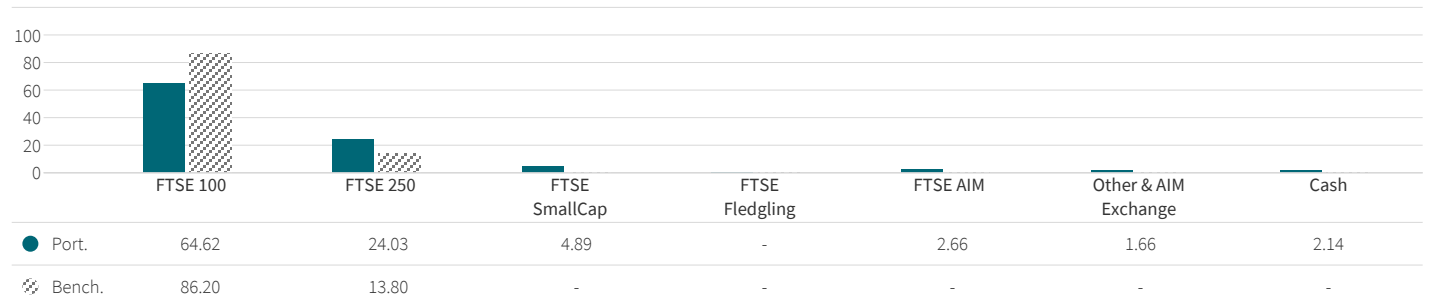 100
80
60
40
20
0
FTSE 100 FTSE 250 FTSE FTSE FTSE AIM Other & AIM Cash
SmallCap Fledgling Exchange
Port. 64.62 24.03 4.89 - 2.66 1.66 2.14
Bench. 86.20 13.80 - - - - -